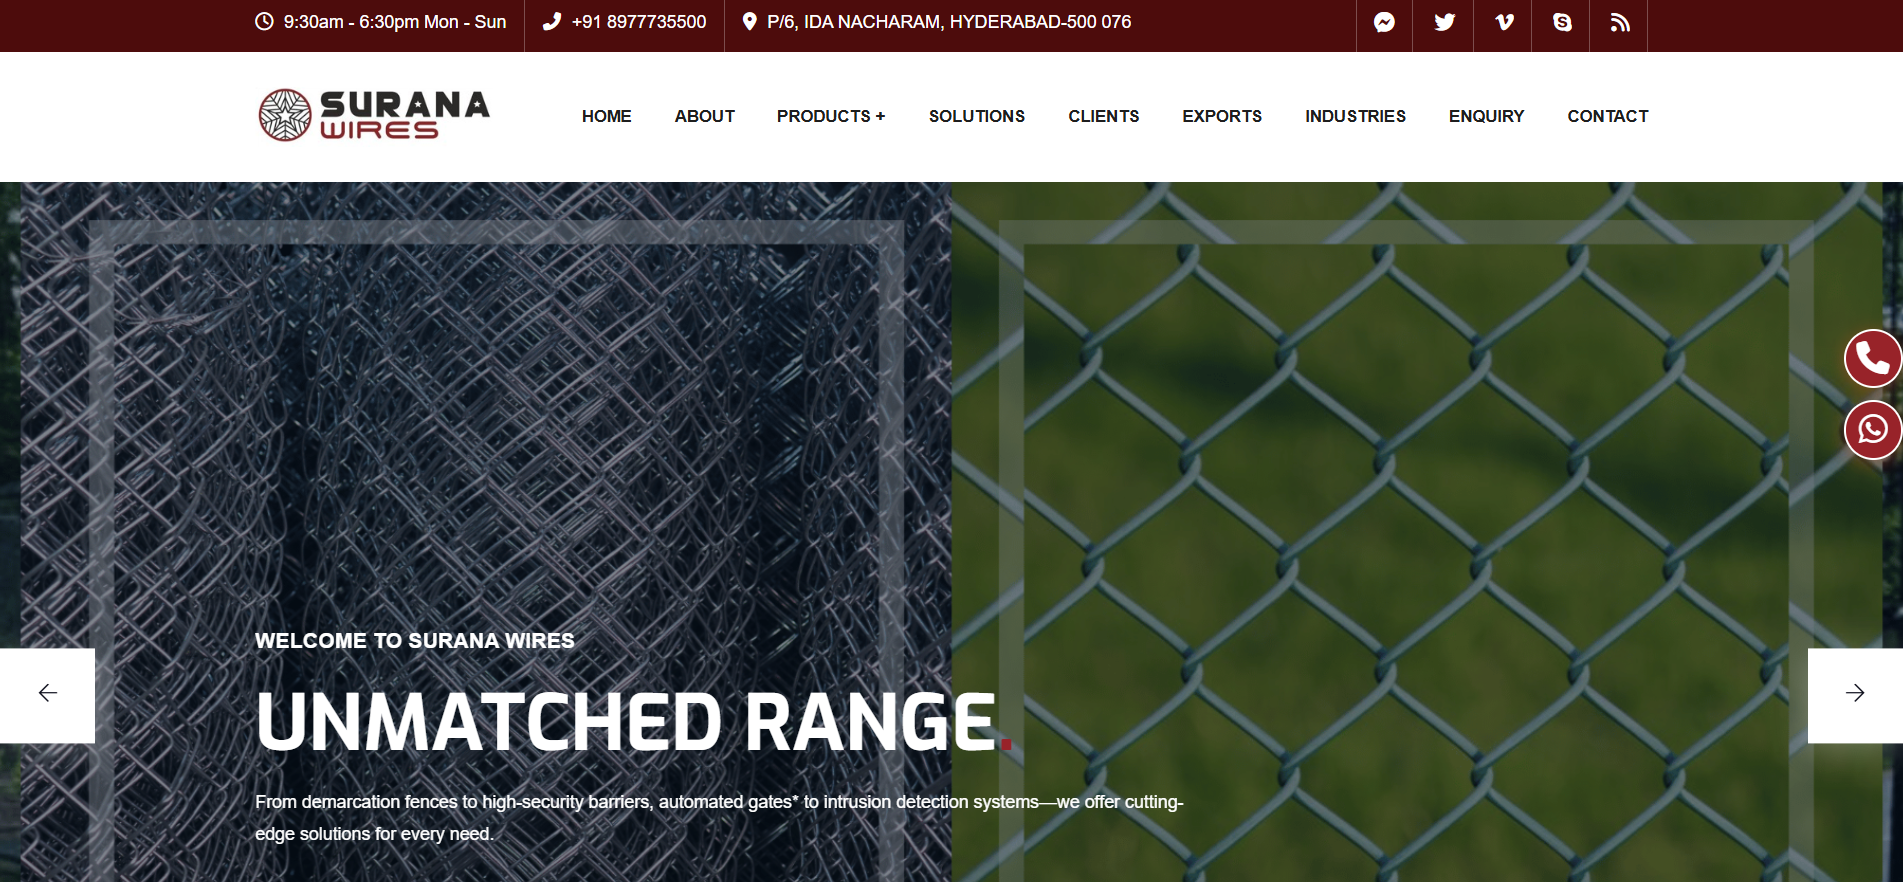 9:30am - 6:30pm Mon - Sun
+91 8977735500
P/6, IDA NACHARAM, HYDERABAD-500 076
SURANA
WIRES
HOME ABOUT PRODUCTS + SOLUTIONS CLIENTS EXPORTS INDUSTRIES ENQUIRY CONTACT
WELCOME TO SURANA WIRES
UNMATCHED RANGE.
From demarcation fences to high-security barriers, automated gates* to intrusion detection systems—we offer cutting-
edge solutions for every need.